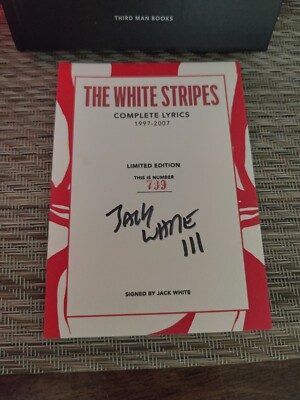 THIRD MAN BOOKS
THE WHITE STRIPES
COMPLETE LYRICS
1997-2007
LIMITED EDITION
THIS IS NUMBER
739
JACK
WHITE
III
SIGNED BY JACK WHITE